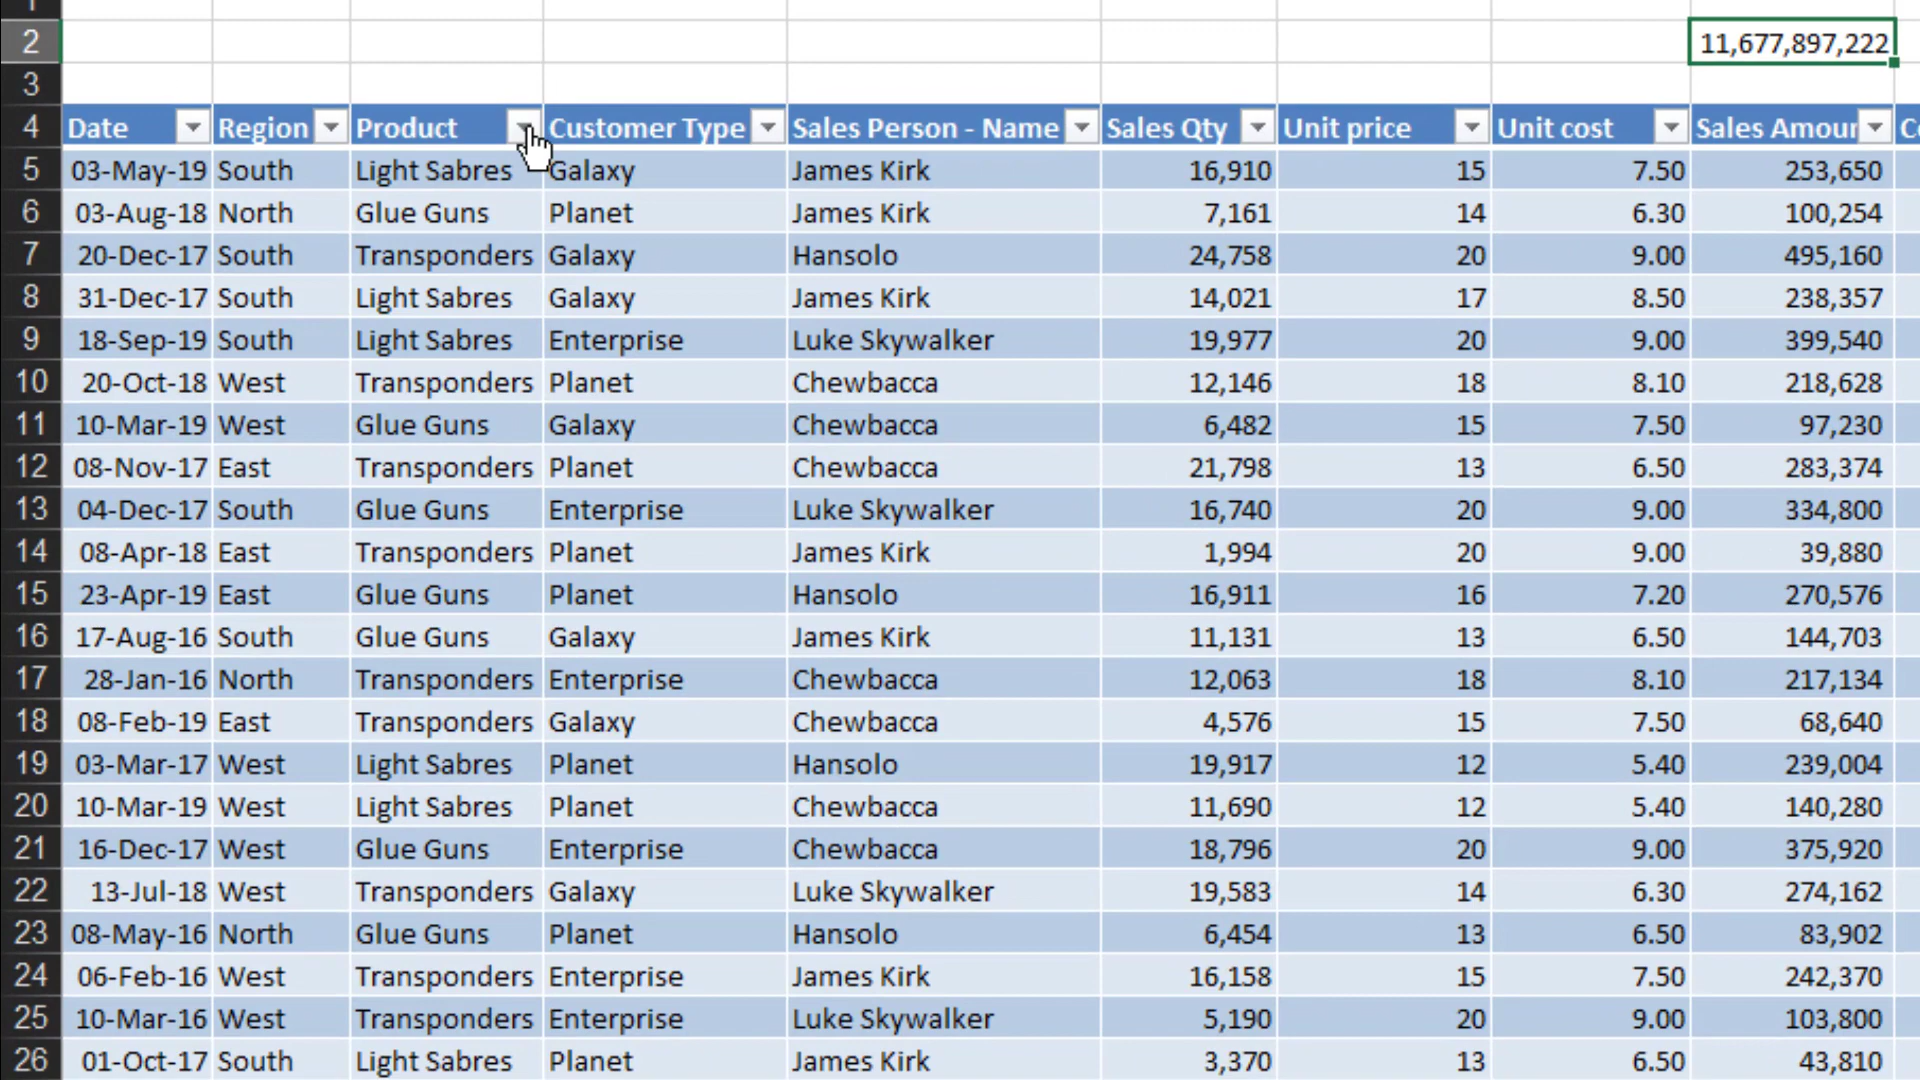 2 11,677,897,222
3
4 Date Region Product Customer Type Sales Person - Name Sales Qty Unit price Unit cost Sales Amour
5 03-May-19 South Light Sabres Galaxy James Kirk 16,910 15 7.50 253,650
6 03-Aug-18 North Glue Guns Planet James Kirk 7,161 14 6.30 100,254
7 20-Dec-17 South Transponders Galaxy Hansolo 24,758 20 9.00 495,160
8 31-Dec-17 South Light Sabres Galaxy James Kirk 14,021 17 8.50 238,357
9 18-Sep-19 South Light Sabres Enterprise Luke Skywalker 19,977 20 9.00 399,540
10 20-Oct-18 West Transponders Planet Chewbacca 12,146 18 8.10 218,628
11 10-Mar-19 West Glue Guns Galaxy Chewbacca 6,482 15 7.50 97,230
12 08-Nov-17 East Transponders Planet Chewbacca 21,798 13 6.50 283,374
13 04-Dec-17 South Glue Guns Enterprise Luke Skywalker 16,740 20 9.00 334,800
14 08-Apr-18 East Transponders Planet James Kirk 1,994 20 9.00 39,880
15 23-Apr-19 East Glue Guns Planet Hansolo 16,911 16 7.20 270,576
16 17-Aug-16 South Glue Guns Galaxy James Kirk 11,131 13 6.50 144,703
17 28-Jan-16 North Transponders Enterprise Chewbacca 12,063 18 8.10 217,134
18 08-Feb-19 East Transponders Galaxy Chewbacca 4,576 15 7.50 68,640
19 03-Mar-17 West Light Sabres Planet Hansolo 19,917 12 5.40 239,004
20 10-Mar-19 West Light Sabres Planet Chewbacca 11,690 12 5.40 140,280
21 16-Dec-17 West Glue Guns Enterprise Chewbacca 18,796 20 9.00 375,920
22 13-Jul-18 West Transponders Galaxy Luke Skywalker 19,583 14 6.30 274,162
23 08-May-16 North Glue Guns Planet Hansolo 6,454 13 6.50 83,902
24 06-Feb-16 West Transponders Enterprise James Kirk 16,158 15 7.50 242,370
25 10-Mar-16 West Transponders Enterprise Luke Skywalker 5,190 20 9.00 103,800
26 01-Oct-17 South Light Sabres Planet James Kirk 3,370 13 6.50 43,810